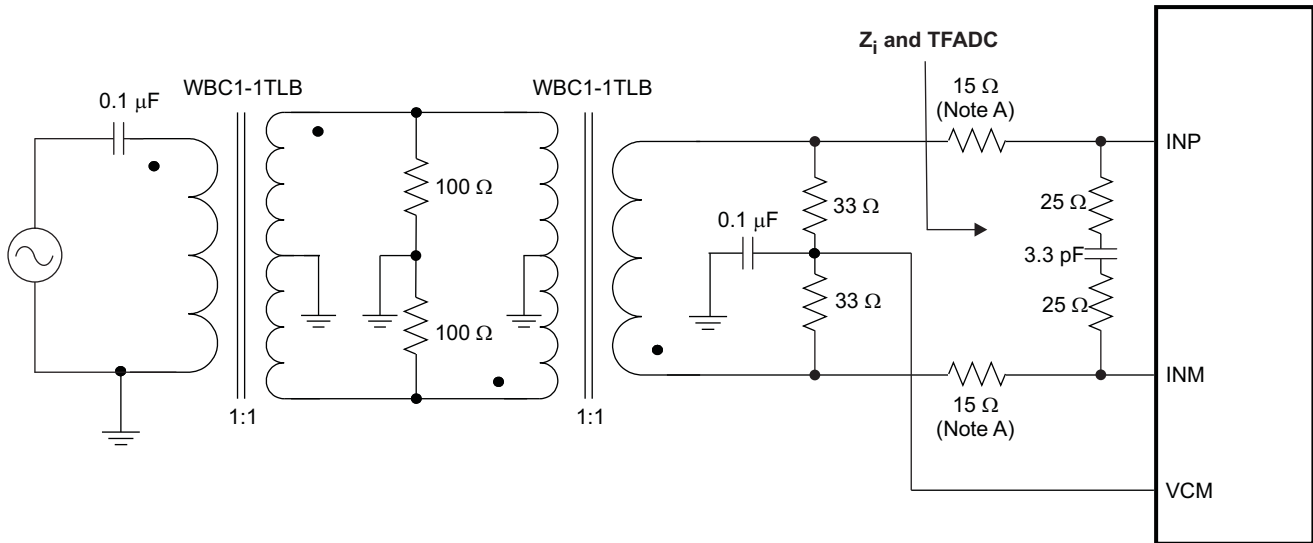 Zi and TFADC
WBC1-1TLB
WBC1-1TLB
0.1 μF
15 Ω
(Note A)
INP
100 Ω
33 Ω
25 Ω
0.1 μF
3.3 pF
33 Ω
25 Ω
100 Ω
INM
1:1
1:1
15 Ω
(Note A)
VCM